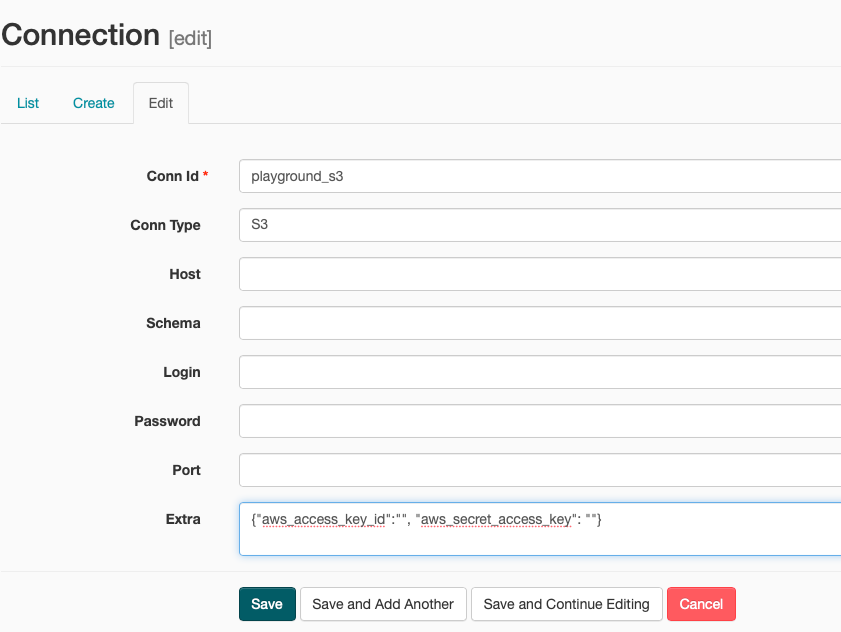 Connection [edit]
List Create Edit
Conn Id * playground_s3
Conn Type S3
Host
Schema
Login
Password
Port
Extra {"aws_access_key_id":"", "aws_secret_access_key": ""}
Save Save and Add Another Save and Continue Editing Cancel